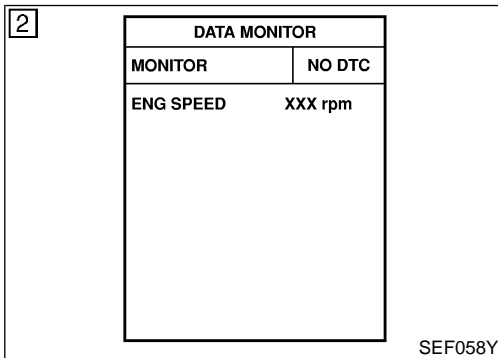 2
DATA MONITOR
MONITOR NO DTC
ENG SPEED XXX rpm
SEF058Y